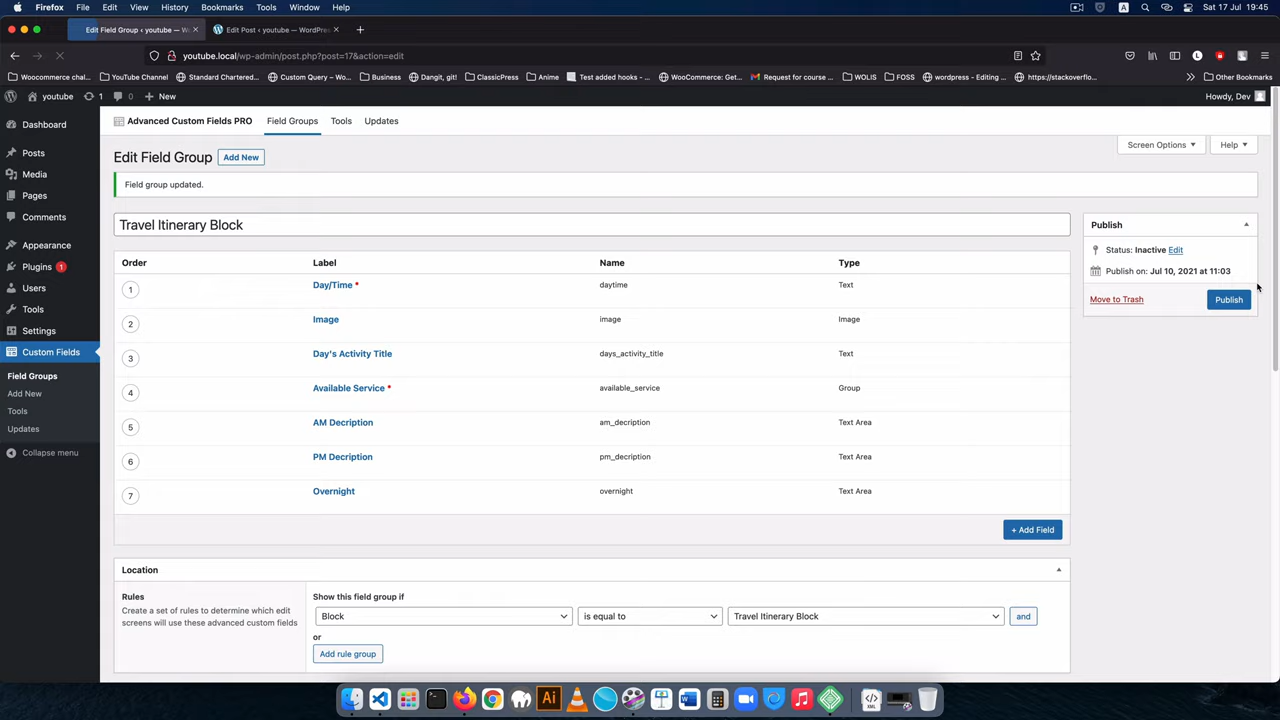 Firefox File Edit View History Bookmarks Tools Window Help
A L Sat 17 Jul 19:45
Edit Field Group ‹ youtube — Wo
Edit Post ‹ youtube — WordPres
youtube.local/wp-admin/post.php?post=17&action=edit
Woocommerce chan... YouTube Channel Standard Chartered... Custom Query – Wo... Business Dangit, git! ClassicPress Anime Test added hooks - ... WooCommerce: Get... Request for course ... WOLIS FOSS wordpress - Editing ... https://stackoverflo... Other Bookmarks
youtube 1 0 New
Howdy, Dev
Dashboard
Posts
Media
Pages
Comments
Appearance
Plugins 1
Users
Tools
Settings
Custom Fields
Field Groups
Add New
Tools
Updates
Collapse menu
Advanced Custom Fields PRO Field Groups Tools Updates
Screen Options Help
Edit Field Group Add New
Field group updated.
Travel Itinerary Block
Order Label Name Type
1 Day/Time * daytime Text
2 Image image Image
3 Day's Activity Title days_activity_title Text
4 Available Service * available_service Group
5 AM Decription am_decription Text Area
6 PM Decription pm_decription Text Area
7 Overnight overnight Text Area
+ Add Field
Publish
Status: Inactive Edit
Publish on: Jul 10, 2021 at 11:03
Move to Trash Publish
Location
Rules
Create a set of rules to determine which edit
screens will use these advanced custom fields
Show this field group if
Block is equal to Travel Itinerary Block and
or
Add rule group
Ai
XML